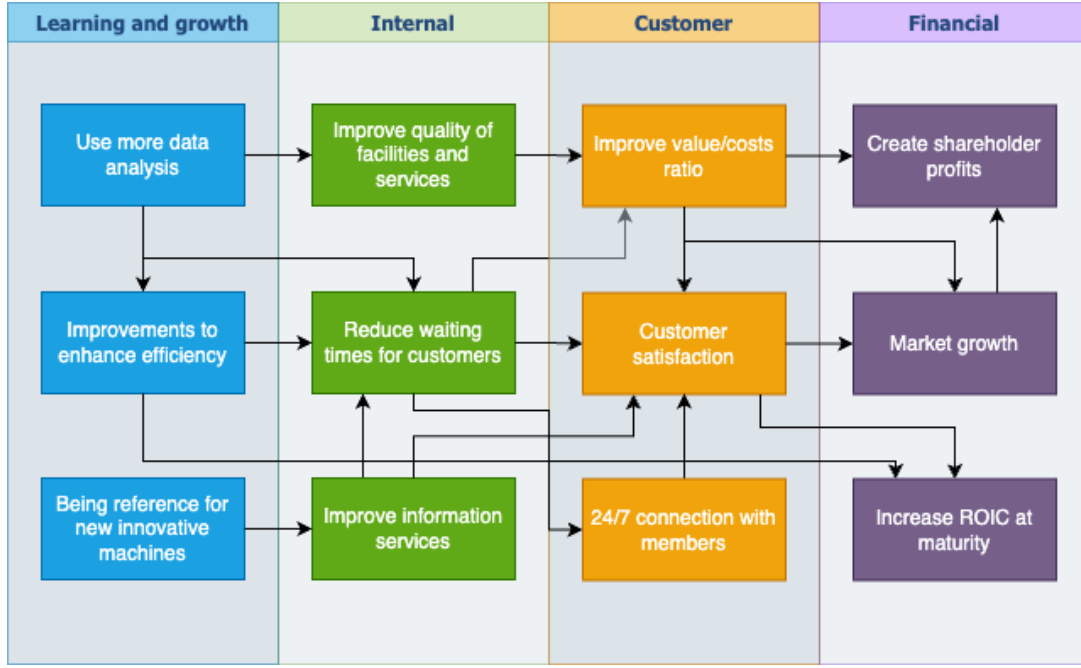 Learning and growth
Internal
Customer
Financial
Use more data
analysis
Improve quality of
facilities and
services
Improve value/costs
ratio
Create shareholder
profits
Improvements to
enhance efficiency
Reduce waiting
times for customers
Customer
satisfaction
Market growth
Being reference for
new innovative
machines
Improve information
services
24/7 connection with
members
Increase ROIC at
maturity